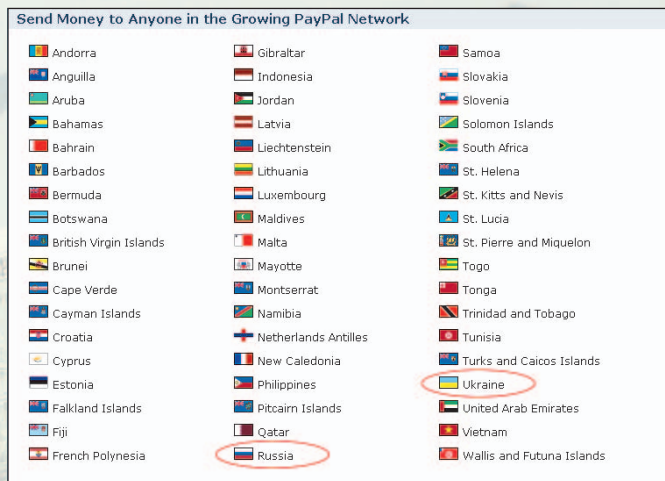 Send Money to Anyone in the Growing PayPal Network
Andorra
Anguilla
Aruba
Bahamas
Bahrain
Barbados
Bermuda
Botswana
British Virgin Islands
Brunei
Cape Verde
Cayman Islands
Croatia
Cyprus
Estonia
Falkland Islands
Fiji
French Polynesia
Gibraltar
Indonesia
Jordan
Latvia
Liechtenstein
Lithuania
Luxembourg
Maldives
Malta
Mayotte
Montserrat
Namibia
Netherlands Antilles
New Caledonia
Philippines
Pitcairn Islands
Qatar
Russia
Samoa
Slovakia
Slovenia
Solomon Islands
South Africa
St. Helena
St. Kitts and Nevis
St. Lucia
St. Pierre and Miquelon
Togo
Tonga
Trinidad and Tobago
Tunisia
Turks and Caicos Islands
Ukraine
United Arab Emirates
Vietnam
Wallis and Futuna Islands